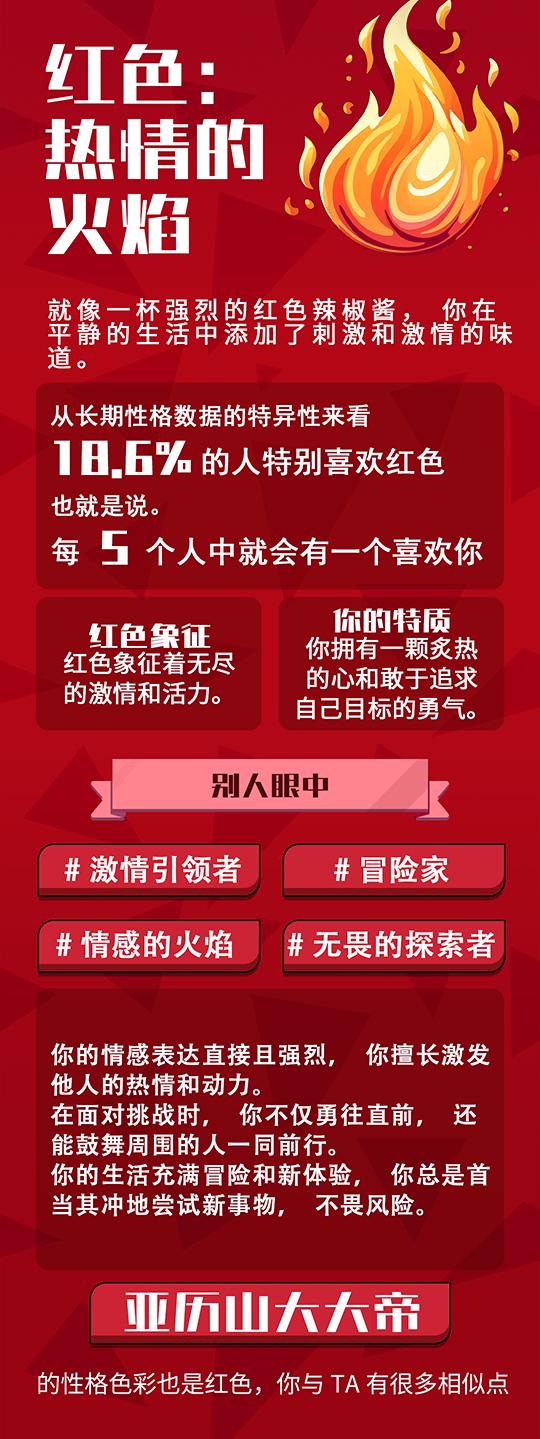 红色：
热情的
火焰
就像一杯强烈的红色辣椒酱， 你在
平静的生活中添加了刺激和激情的味
道。
从长期性格数据的特异性来看
18.6% 的人特别喜欢红色
也就是说。
每 5 个人中就会有一个喜欢你
红色象征
红色象征着无尽
的激情和活力。
你的特质
你拥有一颗炙热
的心和敢于追求
自己目标的勇气。
别人眼中
# 激情引领者
# 冒险家
# 情感的火焰
# 无畏的探索者
你的情感表达直接且强烈， 你擅长激发
他人的热情和动力。
在面对挑战时， 你不仅勇往直前， 还
能鼓舞周围的人一同前行。
你的生活充满冒险和新体验， 你总是首
当其冲地尝试新事物， 不畏风险。
亚历山大大帝
的性格色彩也是红色，你与 TA 有很多相似点